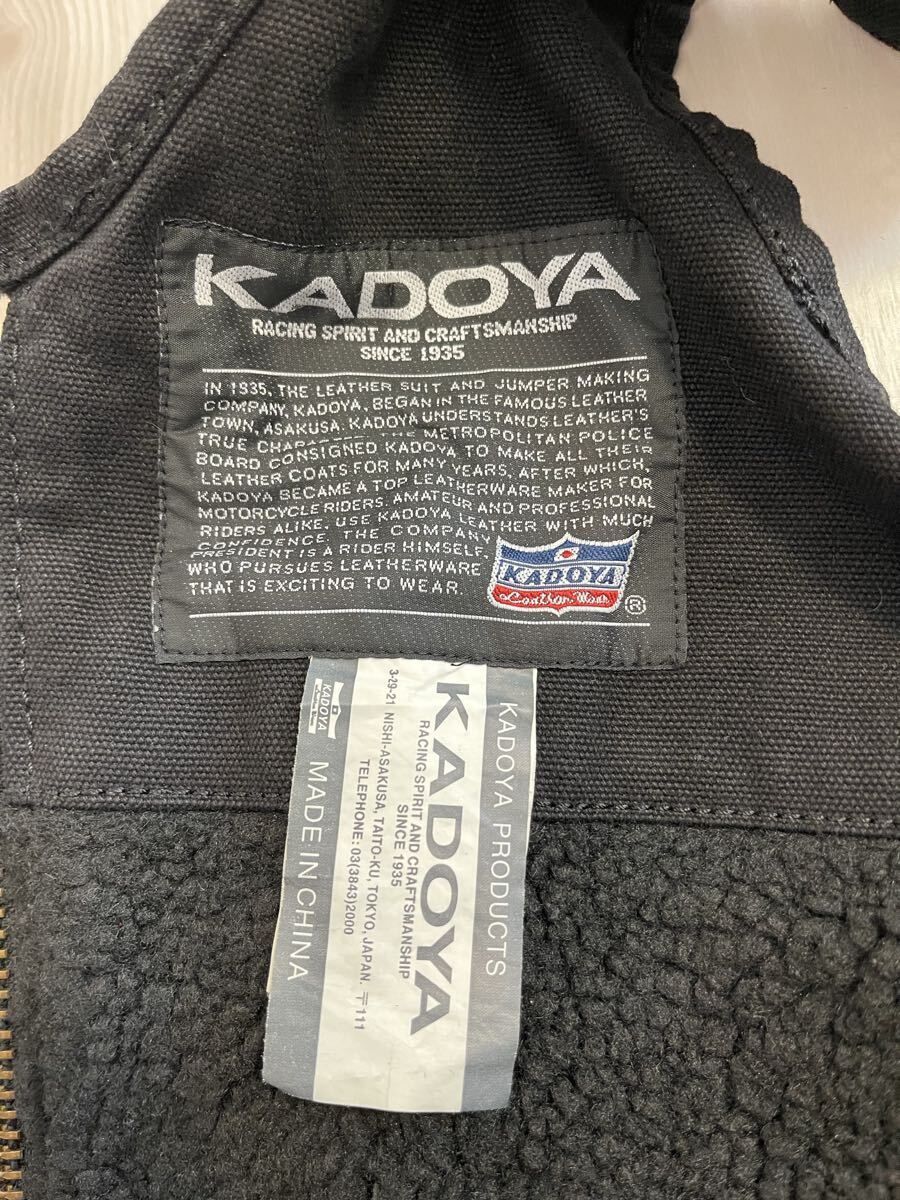 KADOYA
RACING SPIRIT AND CRAFTSMANSHIP
SINCE 1935
IN 1935, THE LEATHER SUIT AND JUMPER MAKING
COMPANY, KADOYA, BEGAN IN THE FAMOUS LEATHER
TOWN, ASAKUSA. KADOYA UNDERSTANDS LEATHER'S
TRUE THE METROPOLITAN POLICE
BOARD CONSIGNED KADOYA TO MAKE ALL THEIR
LEATHER COATS FOR MANY YEARS, AFTER WHICH,
KADOYA BECAME A TOP LEATHERWARE MAKER FOR
MOTORCYCLE RIDERS. AMATEUR AND PROFESSIONAL
RIDERS ALIKE, USE KADOYA LEATHER WITH MUCH
CONFIDENCE. THE COMPANY
PRESIDENT IS A RIDER HIMSELF,
WHO PURSUES LEATHERWARE
THAT IS EXCITING TO WEAR.
KADOYA
Leather Wear
®
KADOYA PRODUCTS
KADOYA
RACING SPIRIT AND CRAFTSMANSHIP
SINCE 1935
3-29-21 NISHI-ASAKUSA, TAITO-KU, TOKYO, JAPAN. 〒111
TELEPHONE: 03(3843)2000
KADOYA
MADE IN CHINA